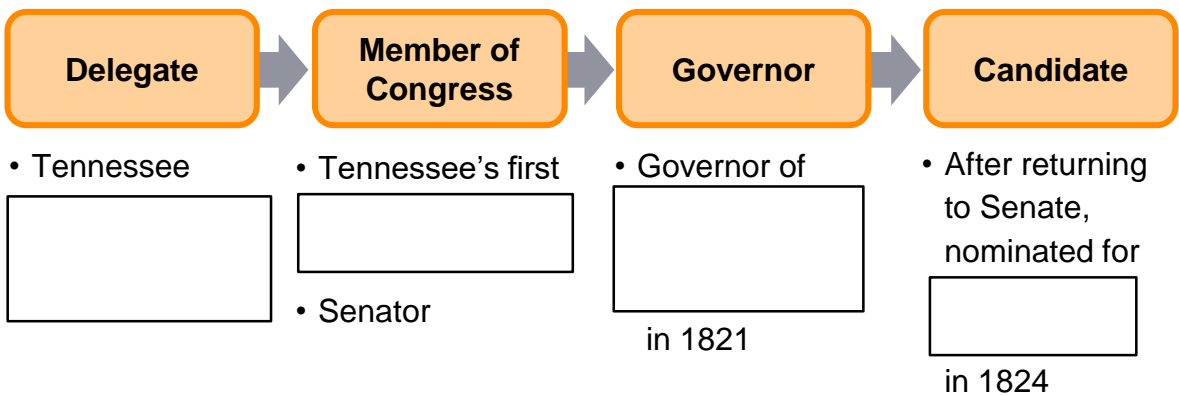 Delegate
Member of
Congress
Governor
Candidate
• Tennessee
• Tennessee’s first
• Senator
• Governor of
in 1821
• After returning
to Senate,
nominated for
in 1824